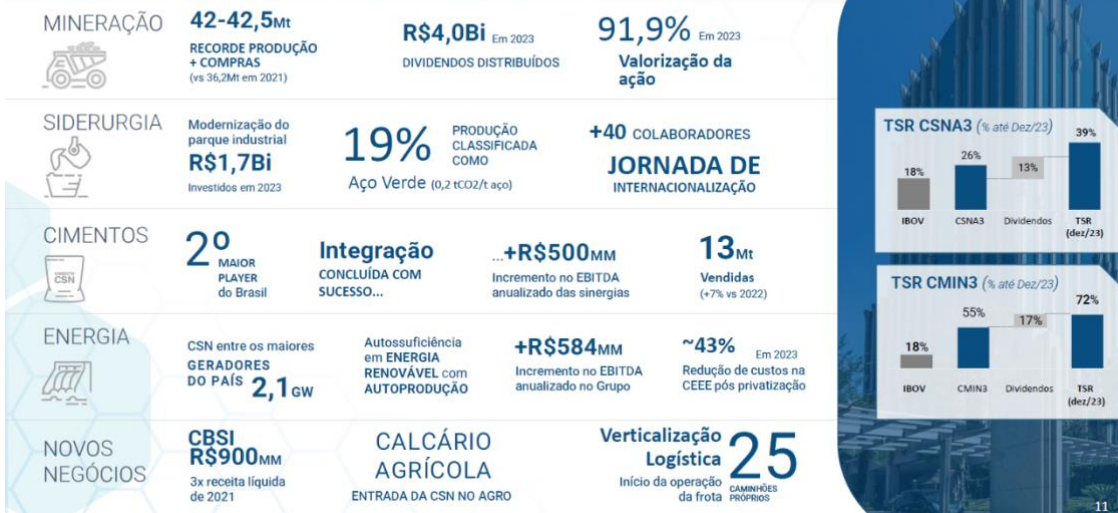 MINERAÇÃO
42-42,5Mt
RECORDE PRODUÇÃO
+ COMPRAS
(vs 36,2Mt em 2021)
R$4,0Bi Em 2023
DIVIDENDOS DISTRIBUÍDOS
91,9% Em 2023
Valorização da
ação
SIDERURGIA
Modernização do
parque industrial
R$1,7Bi
Investidos em 2023
19%
PRODUÇÃO
CLASSIFICADA
COMO
Aço Verde (0,2 tCO2/t aço)
+40 COLABORADORES
JORNADA DE
INTERNACIONALIZAÇÃO
CIMENTOS
CSN
2º
MAIOR
PLAYER
do Brasil
Integração
CONCLUÍDA COM
SUCESSO...
...+R$500MM
Incremento no EBITDA
anualizado das sinergias
13Mt
Vendidas
(+7% vs 2022)
ENERGIA
CSN entre os maiores
GERADORES
DO PAÍS 2,1GW
Autossuficiência
em ENERGIA
RENOVÁVEL com
AUTOPRODUÇÃO
+R$584MM
Incremento no EBITDA
anualizado no Grupo
~43% Em 2023
Redução de custos na
CEEE pós privatização
NOVOS
NEGÓCIOS
CBSI
R$900MM
3x receita líquida
de 2021
CALCÁRIO
AGRÍCOLA
ENTRADA DA CSN NO AGRO
Verticalização
Logística
Início da operação
da frota
25
CAMINHÕES
PRÓPRIOS
TSR CSNA3 (% até Dez/23)
18%
26%
13%
39%
IBOV
CSNA3
Dividendos
TSR
(dez/23)
TSR CMIN3 (% até Dez/23)
18%
55%
17%
72%
IBOV
CMIN3
Dividendos
TSR
(dez/23)
11